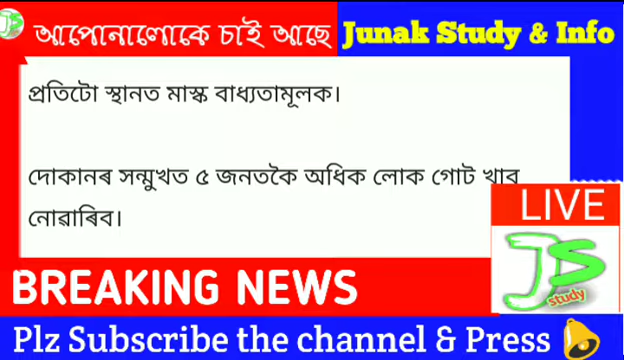 আপোনালোকে চাই আছে Junak Study & Info
প্ৰতিটো স্থানত মাস্ক বাধ্যতামূলক।
দোকানৰ সন্মুখত ৫ জনতকৈ অধিক লোক গোট খাব
নোৱাৰিব।
LIVE
JS
study
BREAKING NEWS
Plz Subscribe the channel & Press